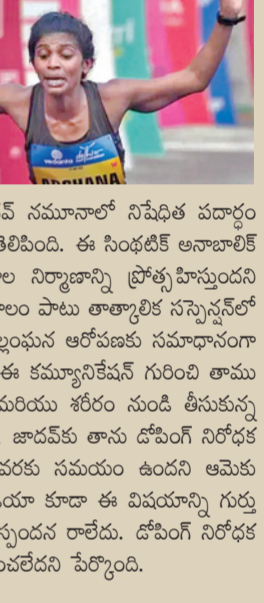 vedanta
ARCHANA
వ్ నమూనాలో నిషేధిత పదార్ధం
తెలిపింది. ఈ సింథటిక్ అనాబాలిక్
ల నిర్మాణాన్ని ప్రోత్సహిస్తుందని
లం పాటు తాత్కాలిక సస్పెన్షన్‌లో
ల్లంఘన ఆరోపణకు సమాధానంగా
ఈ కమ్యూనికేషన్ గురించి తాము
మరియు శరీరం నుండి తీసుకున్న
జాదవ్‌కు తాను డోపింగ్ నిరోధక
వరకు సమయం ఉందని ఆమెకు
యా కూడా ఈ విషయాన్ని గుర్తు
స్పందన రాలేదు. డోపింగ్ నిరోధక
చలేదని పేర్కొంది.